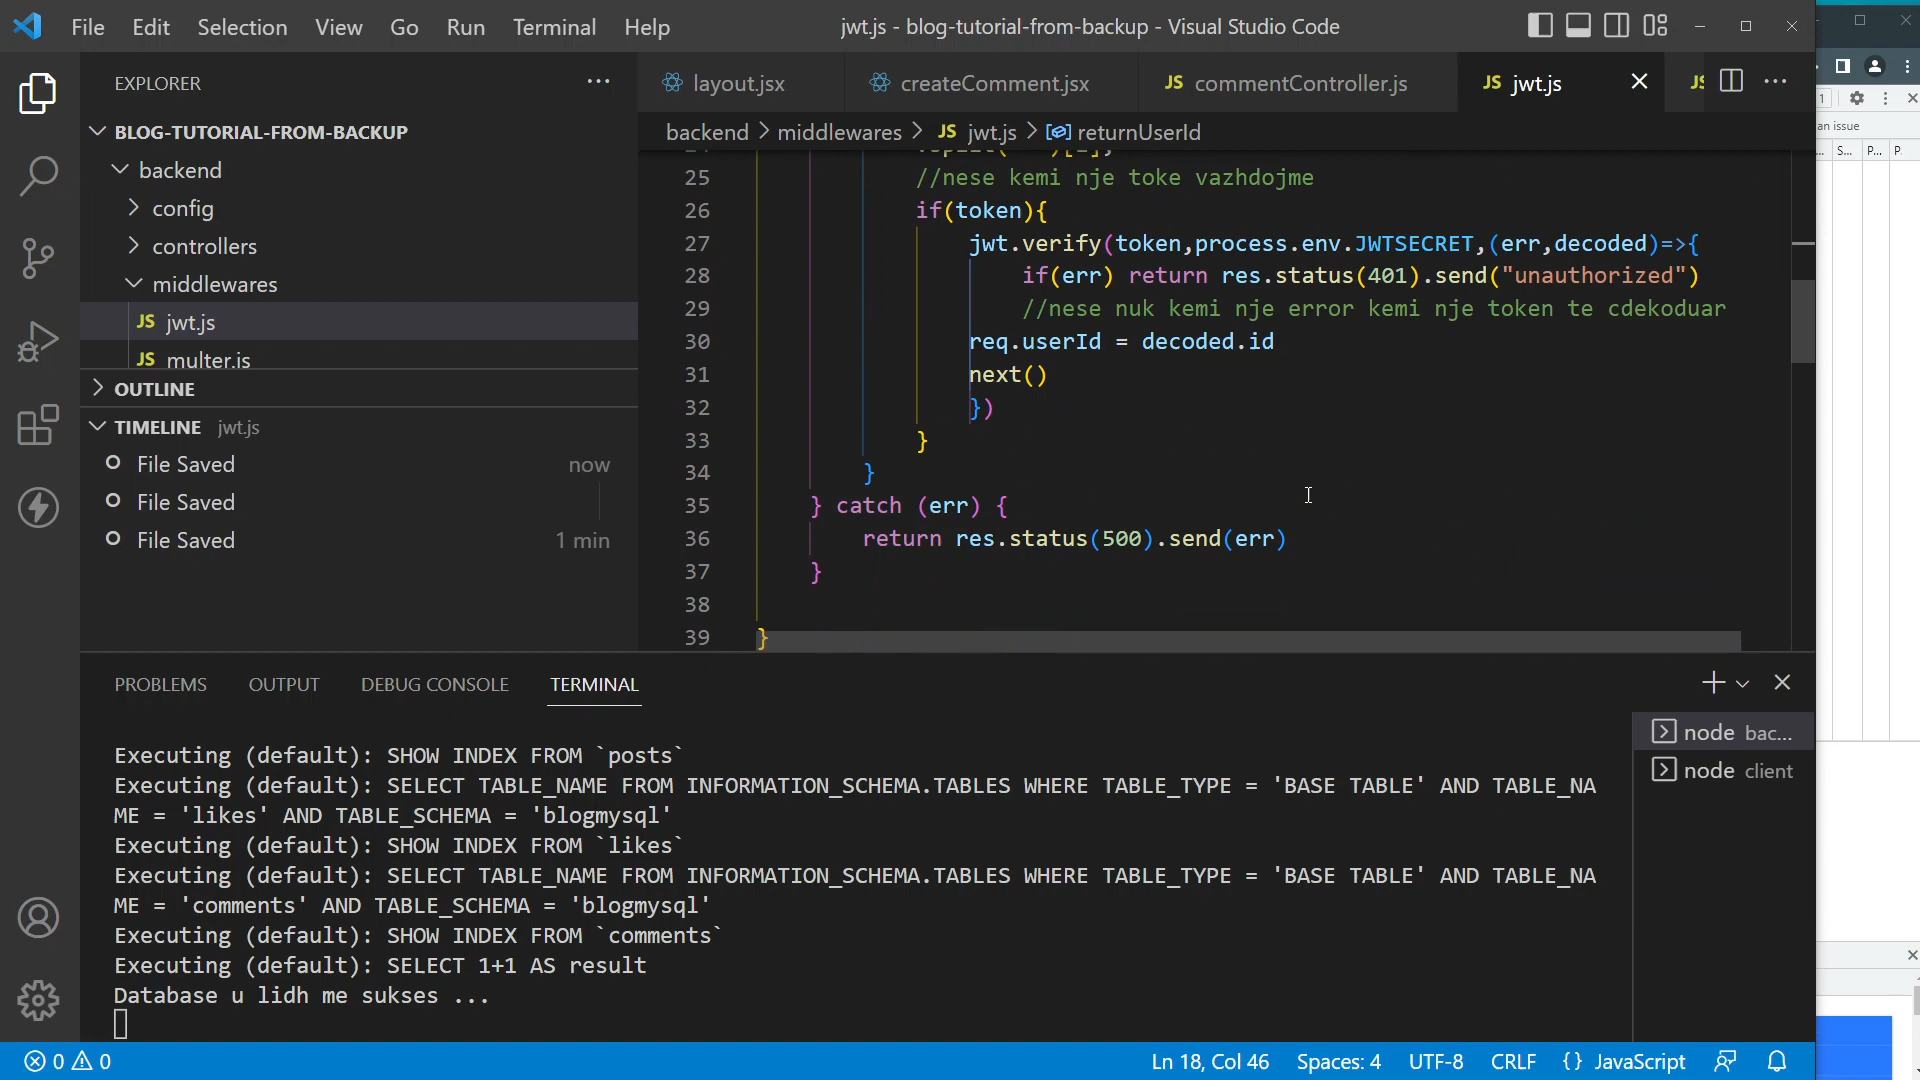 File Edit Selection View Go Run Terminal Help
jwt.js - blog-tutorial-from-backup - Visual Studio Code
EXPLORER
BLOG-TUTORIAL-FROM-BACKUP
backend
config
controllers
middlewares
JS jwt.js
JS multer.js
OUTLINE
TIMELINE jwt.js
File Saved now
File Saved
File Saved 1 min
layout.jsx createComment.jsx JS commentController.js JS jwt.js
backend > middlewares > JS jwt.js > returnUserId
25 //nese kemi nje toke vazhdojme
26 if(token){
27 jwt.verify(token,process.env.JWTSECRET,(err,decoded)=>{
28 if(err) return res.status(401).send("unauthorized")
29 //nese nuk kemi nje error kemi nje token te cdekoduar
30 req.userId = decoded.id
31 next()
32 })
33 }
34 }
35 } catch (err) {
36 return res.status(500).send(err)
37 }
38
39 }
PROBLEMS OUTPUT DEBUG CONSOLE TERMINAL
Executing (default): SHOW INDEX FROM `posts`
Executing (default): SELECT TABLE_NAME FROM INFORMATION_SCHEMA.TABLES WHERE TABLE_TYPE = 'BASE TABLE' AND TABLE_NA
ME = 'likes' AND TABLE_SCHEMA = 'blogmysql'
Executing (default): SHOW INDEX FROM `likes`
Executing (default): SELECT TABLE_NAME FROM INFORMATION_SCHEMA.TABLES WHERE TABLE_TYPE = 'BASE TABLE' AND TABLE_NA
ME = 'comments' AND TABLE_SCHEMA = 'blogmysql'
Executing (default): SHOW INDEX FROM `comments`
Executing (default): SELECT 1+1 AS result
Database u lidh me sukses ...
node bac...
node client
0 0
Ln 18, Col 46 Spaces: 4 UTF-8 CRLF {} JavaScript
1
an issue
S... P... P.